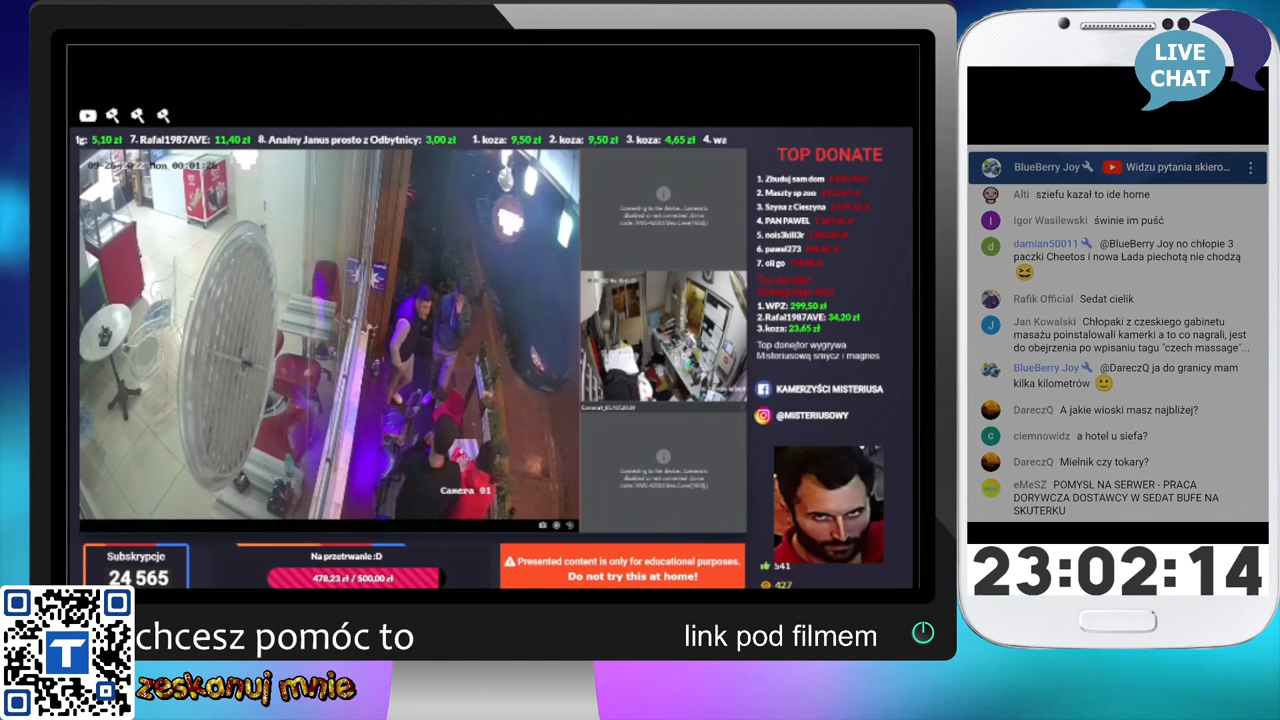 LIVE
CHAT
lg: 5,10 zł 7. Rafal1987AVE: 11,40 zł 8. Analny Janus prosto z Odbytnicy: 3,00 zł 1. koza: 9,50 zł 2. koza: 9,50 zł 3. koza: 4,65 zł 4. wa
Mon 00:01:26
Camera 01
TOP DONATE
1. Zbuduj sam dom
2. Maszty sp zoo
3. Szyna z Cieszyna
4. PAN PAWEL
5. nois3kill3r
6. pawel273
7. oli go
1. WPZ: 299,50 zł
2. Rafal1987AVE: 34,20 zł
3. koza: 23,65 zł
Top donejtor wygrywa
Misteriusową smycz i magnes
KAMERZYŚCI MISTERIUSA
@MISTERIUSOWY
541
427
Subskrypcje
24 565
Na przetrwanie :D
478,23 zł / 500,00 zł
Presented content is only for educational purposes.
Do not try this at home!
chcesz pomóc to
link pod filmem
T
zeskanuj mnie
BlueBerry Joy Widzu pytania skiero...
Alti sziefu kazał to ide home
Igor Wasilewski świnie im puść
damian50011 @BlueBerry Joy no chłopie 3
paczki Cheetos i nowa Łada piechotą nie chodzą
Rafik Official Sedat cielik
Jan Kowalski Chłopaki z czeskiego gabinetu
masażu poinstalowali kamerki a to co nagrali, jest
do obejrzenia po wpisaniu tagu "czech massage"...
BlueBerry Joy @DareczQ ja do granicy mam
kilka kilometrów
DareczQ A jakie wioski masz najbliżej?
ciemnowidz a hotel u siefa?
DareczQ Mielnik czy tokary?
eMeSZ POMYSŁ NA SERWER - PRACA
DORYWCZA DOSTAWCY W SEDAT BUFE NA
SKUTERKU
23:02:14